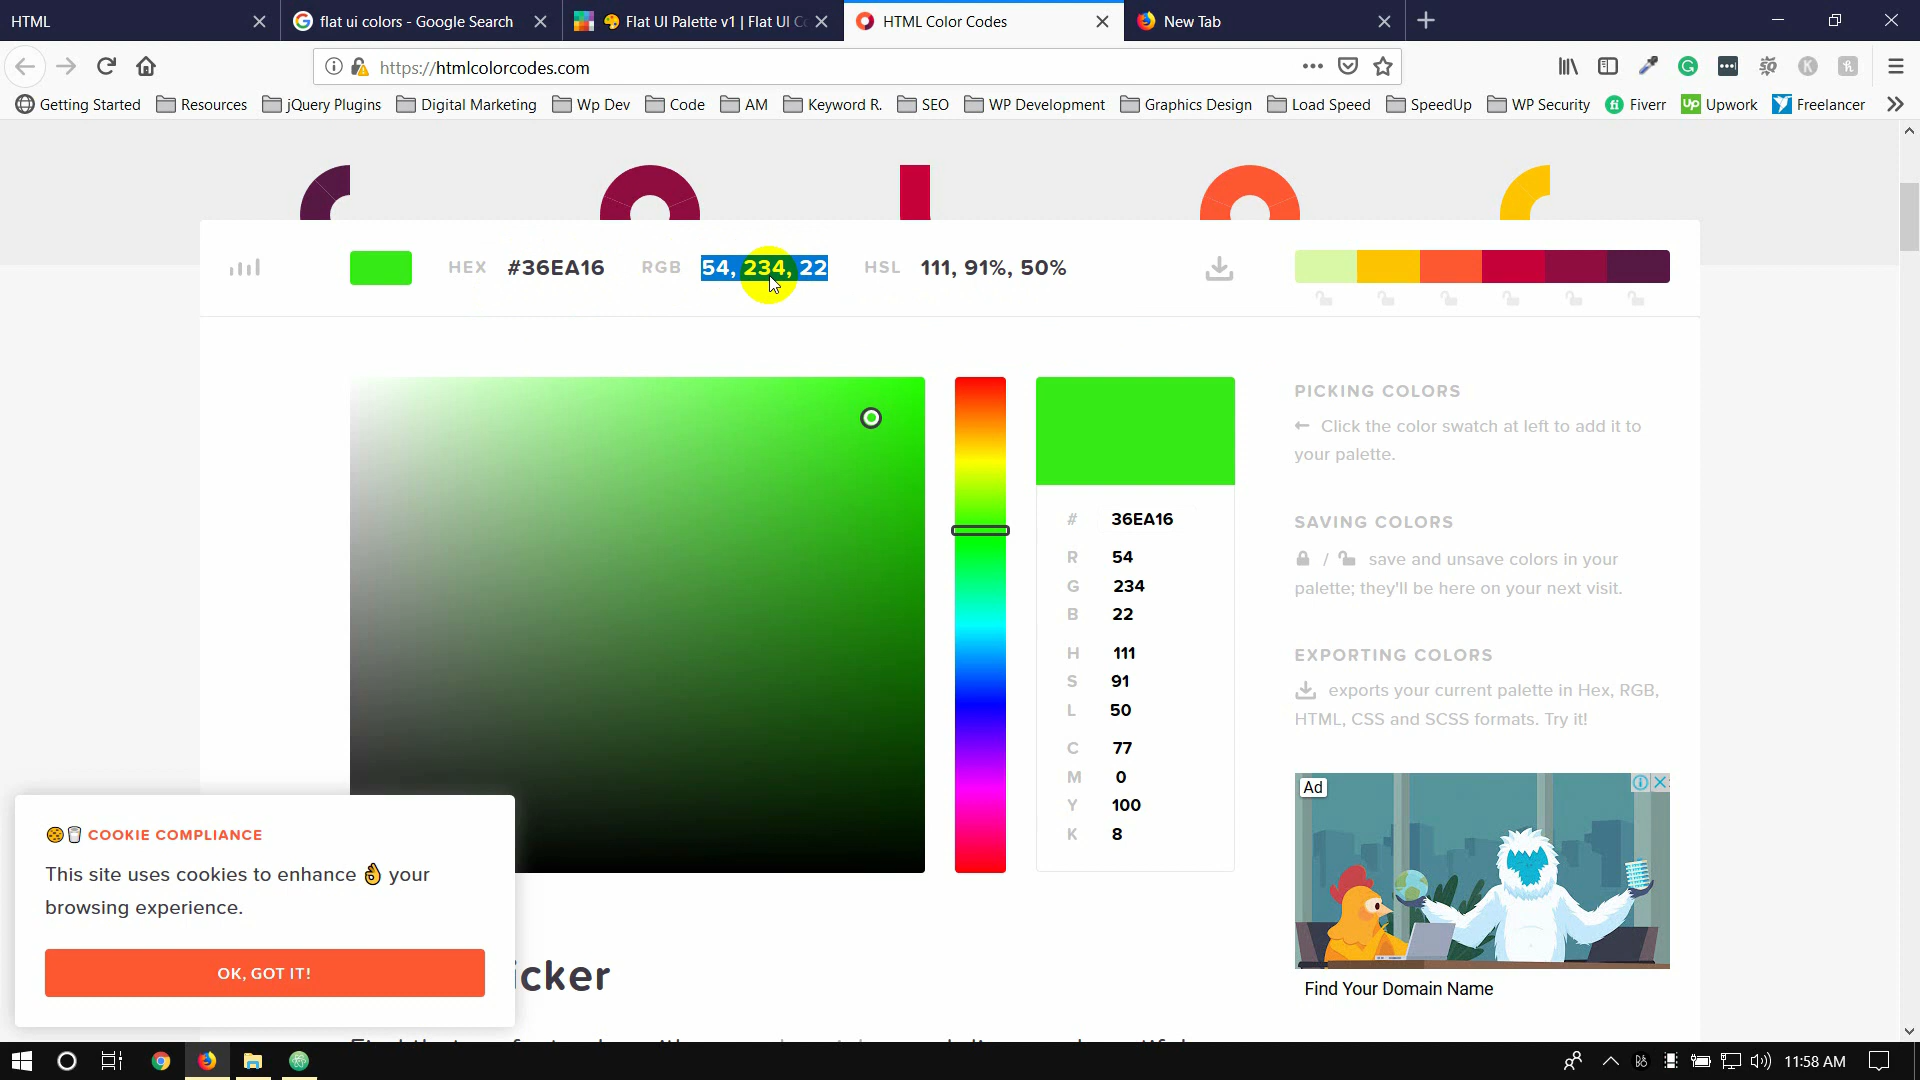 HTML
flat ui colors - Google Search
Flat UI Palette v1 | Flat UI Co
HTML Color Codes
New Tab
https://htmlcolorcodes.com
Getting Started
Resources
jQuery Plugins
Digital Marketing
Wp Dev
Code
AM
Keyword R.
SEO
WP Development
Graphics Design
Load Speed
SpeedUp
WP Security
Fiverr
Upwork
Freelancer
HEX #36EA16 RGB 54, 234, 22 HSL 111, 91%, 50%
# 36EA16
R 54
G 234
B 22
H 111
S 91
L 50
C 77
M 0
Y 100
K 8
PICKING COLORS
← Click the color swatch at left to add it to
your palette.
SAVING COLORS
/ save and unsave colors in your
palette; they'll be here on your next visit.
EXPORTING COLORS
exports your current palette in Hex, RGB,
HTML, CSS and SCSS formats. Try it!
Ad
Find Your Domain Name
COOKIE COMPLIANCE
This site uses cookies to enhance 👌 your
browsing experience.
OK, GOT IT!
icker
11:58 AM